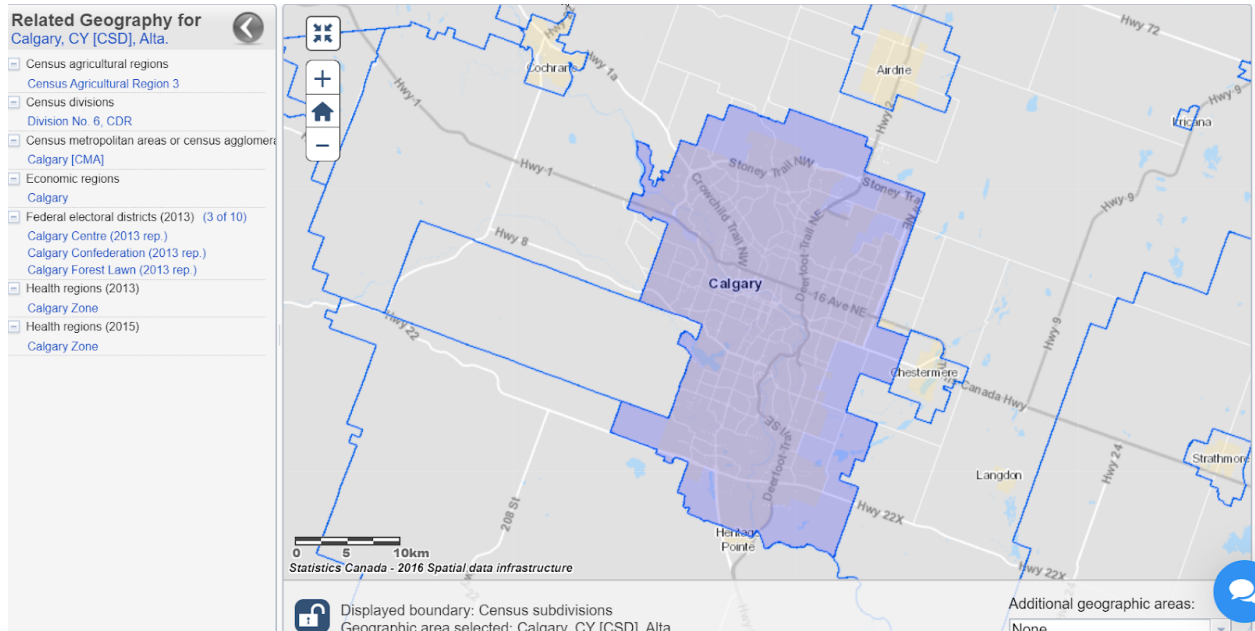 Related Geography for
Calgary, CY [CSD], Alta.
Census agricultural regions
Census Agricultural Region 3
Census divisions
Division No. 6, CDR
Census metropolitan areas or census agglomera
Calgary [CMA]
Economic regions
Calgary
Federal electoral districts (2013) (3 of 10)
Calgary Centre (2013 rep.)
Calgary Confederation (2013 rep.)
Calgary Forest Lawn (2013 rep.)
Health regions (2013)
Calgary Zone
Health regions (2015)
Calgary Zone
Hwy 72
Cochrane
Hwy 1a
Airdrie
Hwy 2
Hwy 1
Hwy 9
Irricana
Hwy 1
Stoney Trail NW
Crowchild Trail NW
Stoney Trail NE
Hwy 9
Hwy 8
Deerfoot Trail NE
Calgary
16 Ave NE
Hwy 22
Hwy 9
Chestermere
Trans Canada Hwy
Strathmore
Langdon
Hwy 24
Deerfoot Trail SE
208 St
Hwy 22X
Heritage
Pointe
Hwy 22X
0 5 10km
Statistics Canada - 2016 Spatial data infrastructure
Displayed boundary: Census subdivisions
Geographic area selected: Calgary, CY [CSD], Alta.
Additional geographic areas:
None